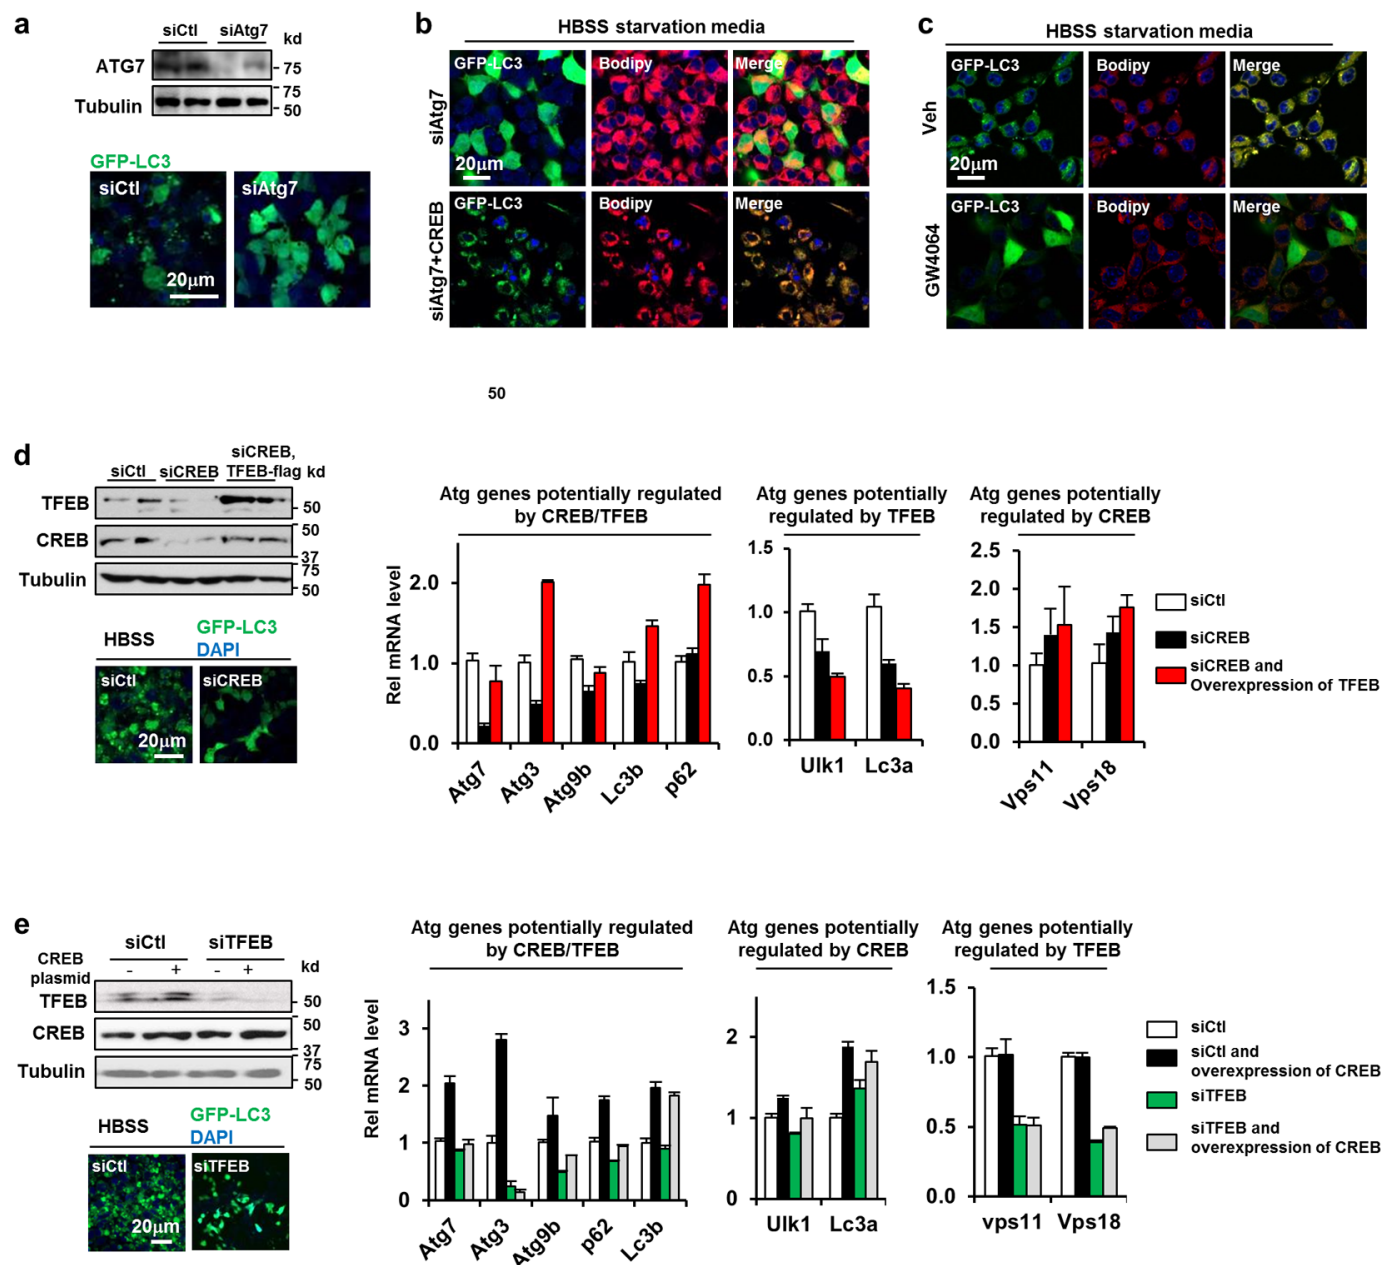 a
siCtl siAtg7
kd
ATG7
75
75
Tubulin
50
GFP-LC3
siCtl
siAtg7
20μm
b
HBSS starvation media
siAtg7
GFP-LC3
Bodipy
Merge
20μm
siAtg7+CREB
GFP-LC3
Bodipy
Merge
c
HBSS starvation media
Veh
GFP-LC3
Bodipy
Merge
20μm
GW4064
GFP-LC3
Bodipy
Merge
50
d
siCREB,
siCtl siCREB TFEB-flag kd
TFEB
50
50
CREB
37
75
Tubulin
50
HBSS
GFP-LC3
DAPI
siCtl
siCREB
20μm
Atg genes potentially regulated
by CREB/TFEB
Rel mRNA level
2.0
1.0
0.0
Atg7
Atg3
Atg9b
Lc3b
p62
Atg genes potentially
regulated by TFEB
1.5
1.0
0.5
0.0
Ulk1 Lc3a
Atg genes potentially
regulated by CREB
2.5
2.0
1.5
1.0
0.5
0.0
Vps11
Vps18
siCtl
siCREB
siCREB and
Overexpression of TFEB
e
siCtl siTFEB
CREB
plasmid
- + - +
kd
TFEB
50
50
CREB
37
75
Tubulin
50
HBSS
GFP-LC3
DAPI
siCtl
siTFEB
20μm
Atg genes potentially regulated
by CREB/TFEB
Rel mRNA level
3
2
1
0
Atg7
Atg3
Atg9b
p62
Lc3b
Atg genes potentially
regulated by CREB
2
1
0
Ulk1 Lc3a
Atg genes potentially
regulated by TFEB
1.5
1.0
0.5
0.0
vps11 Vps18
siCtl
siCtl and
overexpression of CREB
siTFEB
siTFEB and
overexpression of CREB